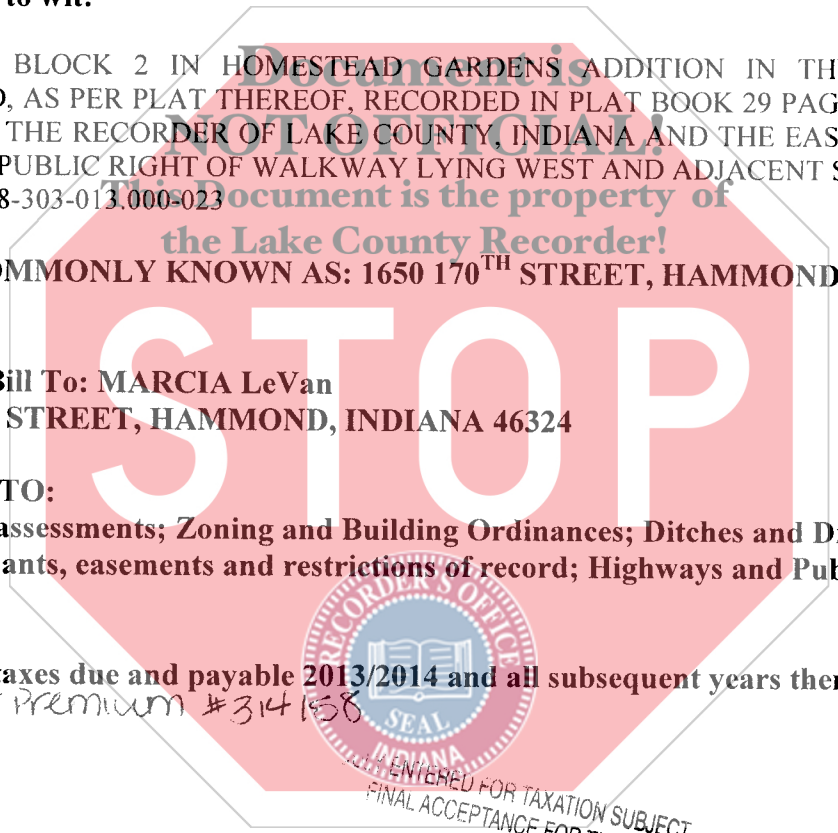 to wit:
Document is
BLOCK 2 IN HOMESTEAD GARDENS ADDITION IN TH
, AS PER PLAT THEREOF, RECORDED IN PLAT BOOK 29 PAG
NOT OFFICIAL!
THE RECORDER OF LAKE COUNTY, INDIANA AND THE EAS
PUBLIC RIGHT OF WALKWAY LYING WEST AND ADJACENT S
This Document is the property of
8-303-013.000-023
the Lake County Recorder!
OMMONLY KNOWN AS: 1650 170TH STREET, HAMMOND
STOP
Bill To: MARCIA LeVan
STREET, HAMMOND, INDIANA 46324
TO:
assessments; Zoning and Building Ordinances; Ditches and D
ants, easements and restrictions of record; Highways and Pub
RECORDER'S OFFICE
taxes due and payable 2013/2014 and all subsequent years ther
Premium #314158
SEAL
INDIANA
ENTERED FOR TAXATION SUBJECT
FINAL ACCEPTANCE FOR